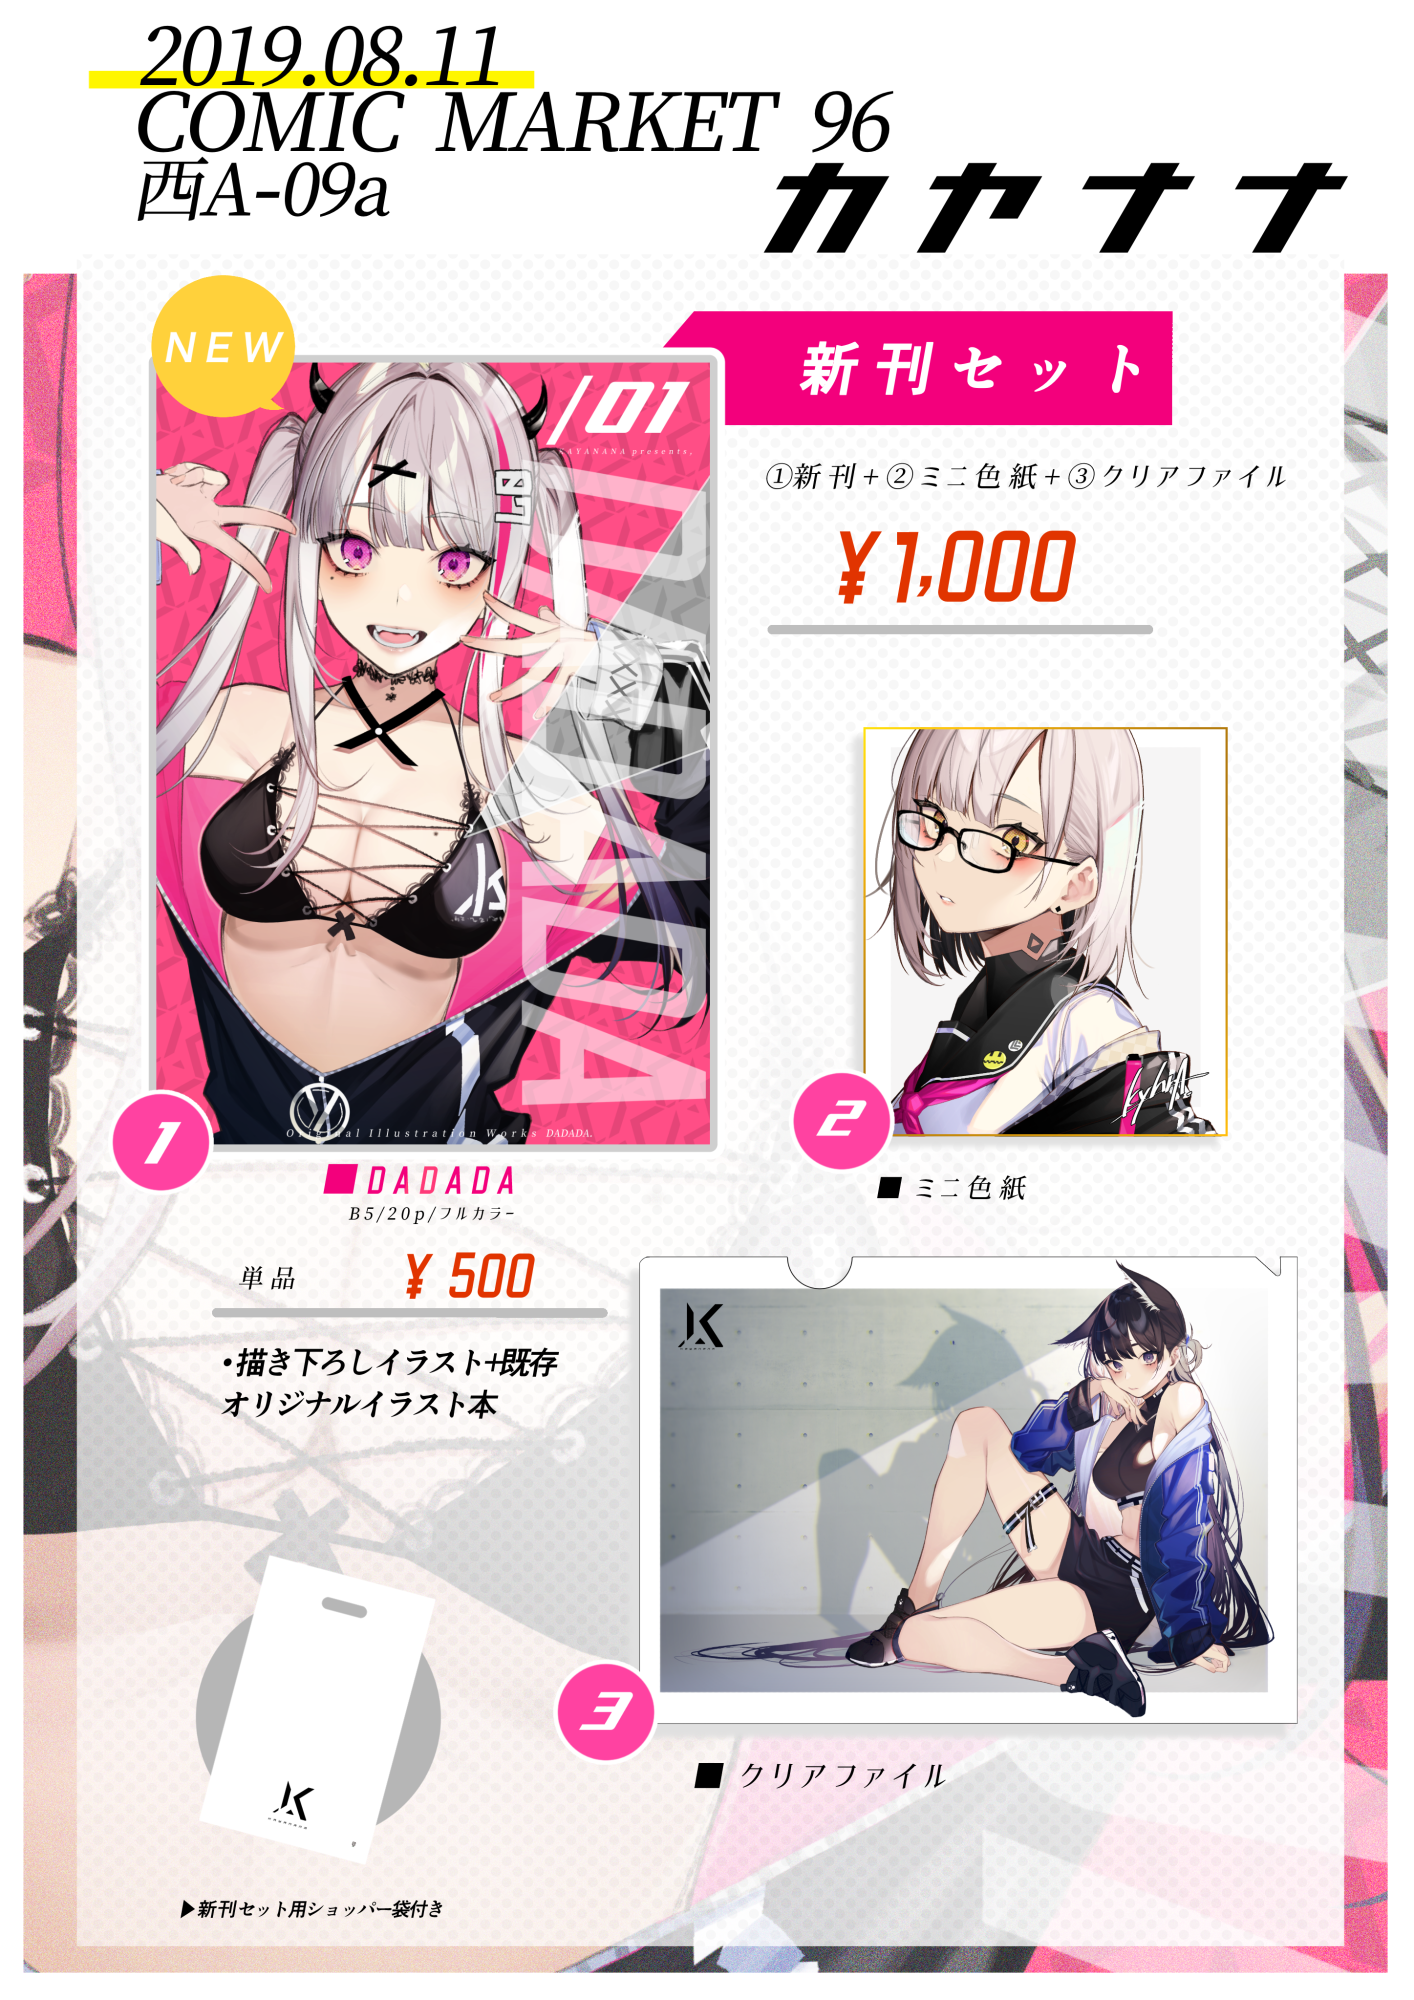 2019.08.11
COMIC MARKET 96
西A-09a
カヤナナ
NEW
新刊セット
/01
KAYANANA presents,
①新刊+②ミニ色紙+③クリアファイル
¥1,000
DADADA
Original Illustration Works DADADA.
1
2
■DADADA
B5/20p/フルカラー
■ ミニ色紙
単品 ¥ 500
・描き下ろしイラスト+既存
オリジナルイラスト本
3
■ クリアファイル
▶新刊セット用ショッパー袋付き